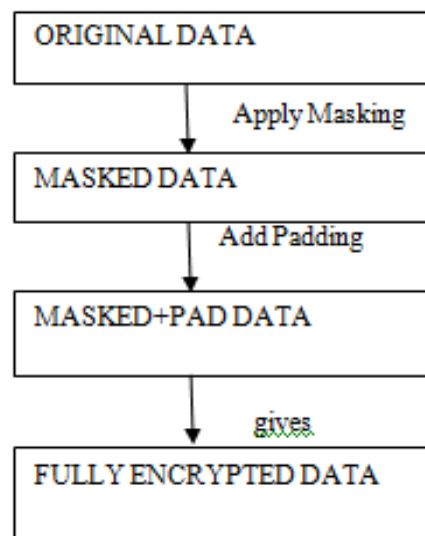 ORIGINAL DATA
Apply Masking
MASKED DATA
Add Padding
MASKED+PAD DATA
gives
FULLY ENCRYPTED DATA